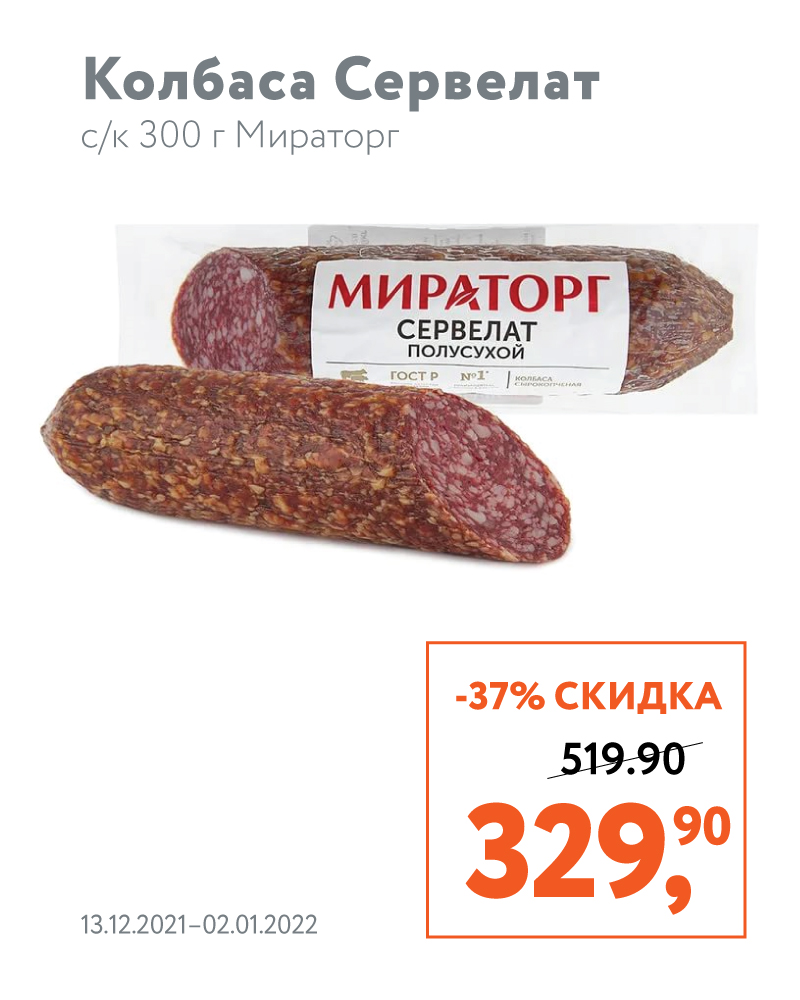 Колбаса Сервелат
с/к 300 г Мираторг
МИРАТОРГ
СЕРВЕЛАТ
ПОЛУСУХОЙ
ГОСТ Р №1
КОЛБАСА
СЫРОКОПЧЕНАЯ
-37% СКИДКА
519.90
329,90
13.12.2021–02.01.2022